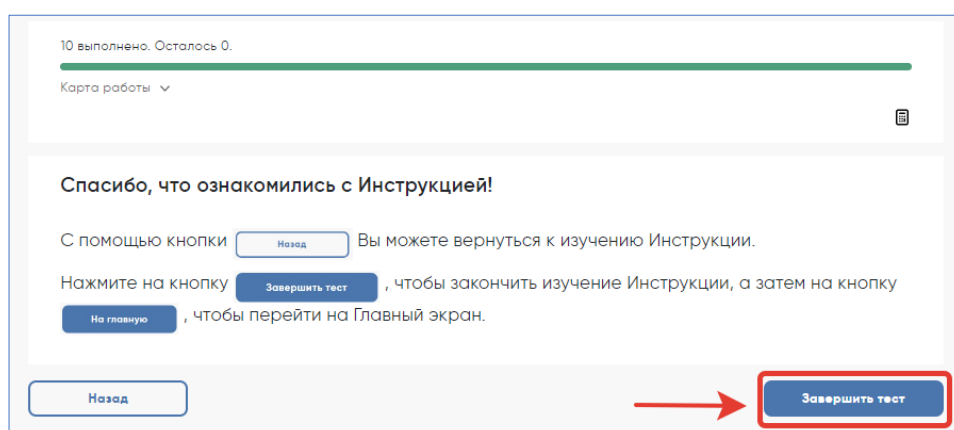 10 выполнено. Осталось 0.
Карта работы
Спасибо, что ознакомились с Инструкцией!
С помощью кнопки Назад Вы можете вернуться к изучению Инструкции.
Нажмите на кнопку Завершить тест , чтобы закончить изучение Инструкции, а затем на кнопку
На главную , чтобы перейти на Главный экран.
Назад
Завершить тест